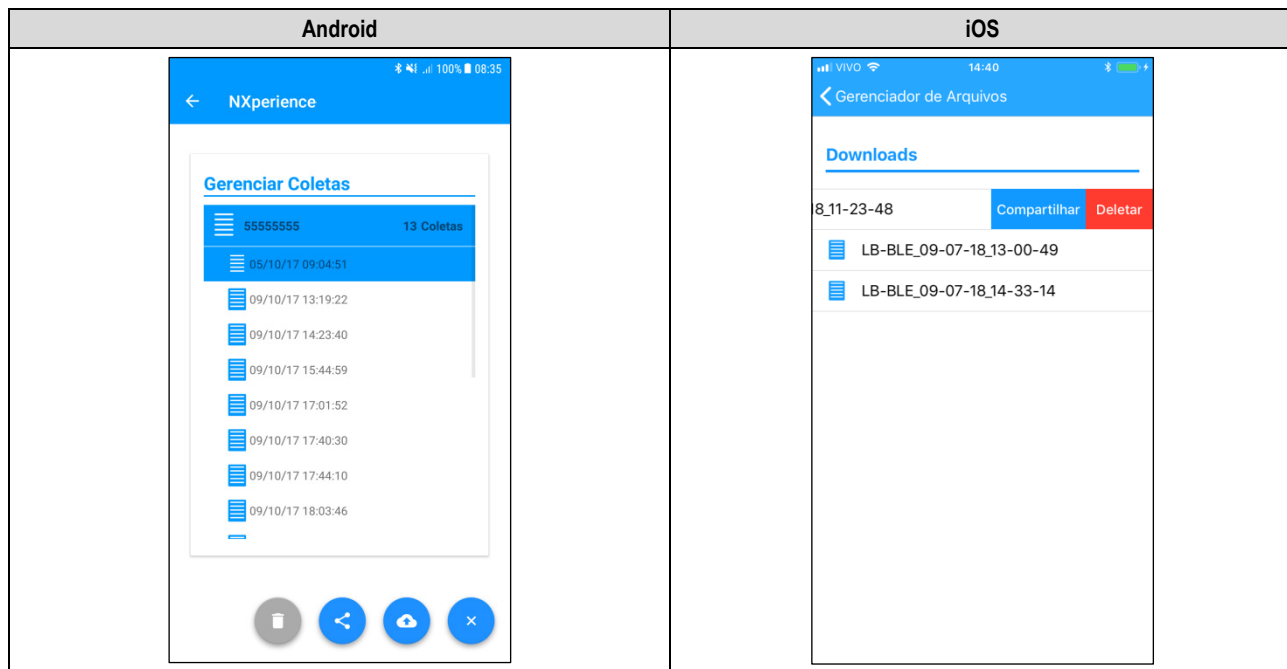 Android
iOS
100% 08:35
NXperience
Gerenciar Coletas
55555555 13 Coletas
05/10/17 09:04:51
09/10/17 13:19:22
09/10/17 14:23:40
09/10/17 15:44:59
09/10/17 17:01:52
09/10/17 17:40:30
09/10/17 17:44:10
09/10/17 18:03:46
VIVO 14:40
Gerenciador de Arquivos
Downloads
18_11-23-48 Compartilhar Deletar
LB-BLE_09-07-18_13-00-49
LB-BLE_09-07-18_14-33-14